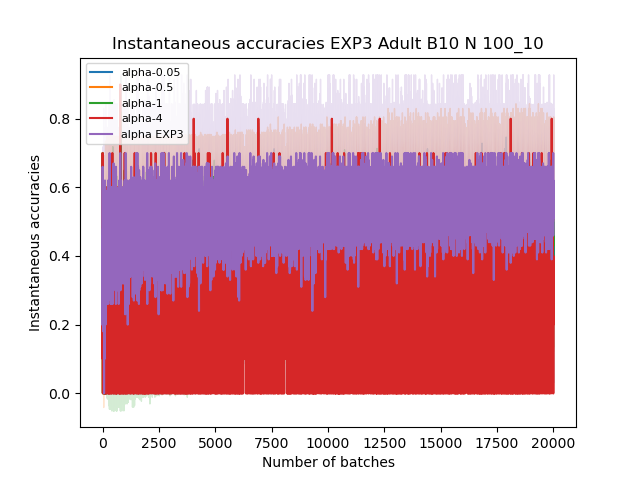 Instantaneous accuracies EXP3 Adult B10 N 100_10
alpha-0.05
alpha-0.5
alpha-1
alpha-4
alpha EXP3
Instantaneous accuracies
0.8
0.6
0.4
0.2
0.0
0 2500 5000 7500 10000 12500 15000 17500 20000
Number of batches